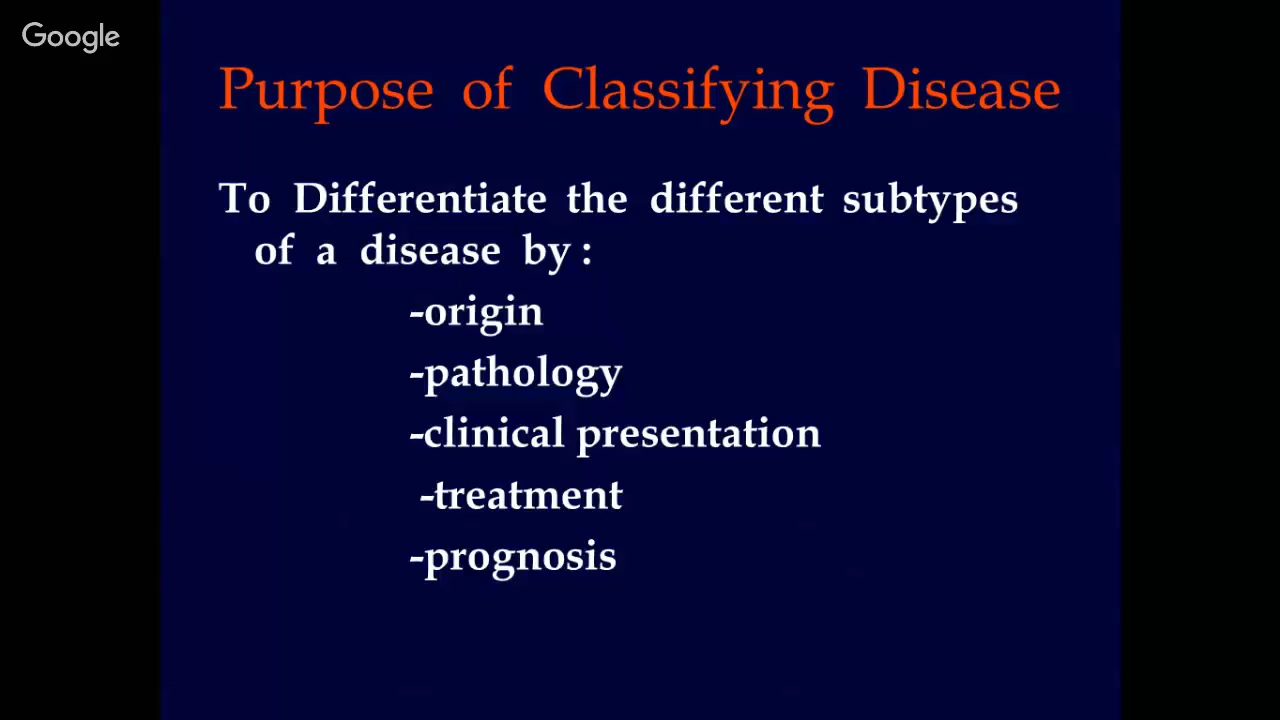 Google
Purpose of Classifying Disease
To Differentiate the different subtypes
of a disease by :
-origin
-pathology
-clinical presentation
-treatment
-prognosis